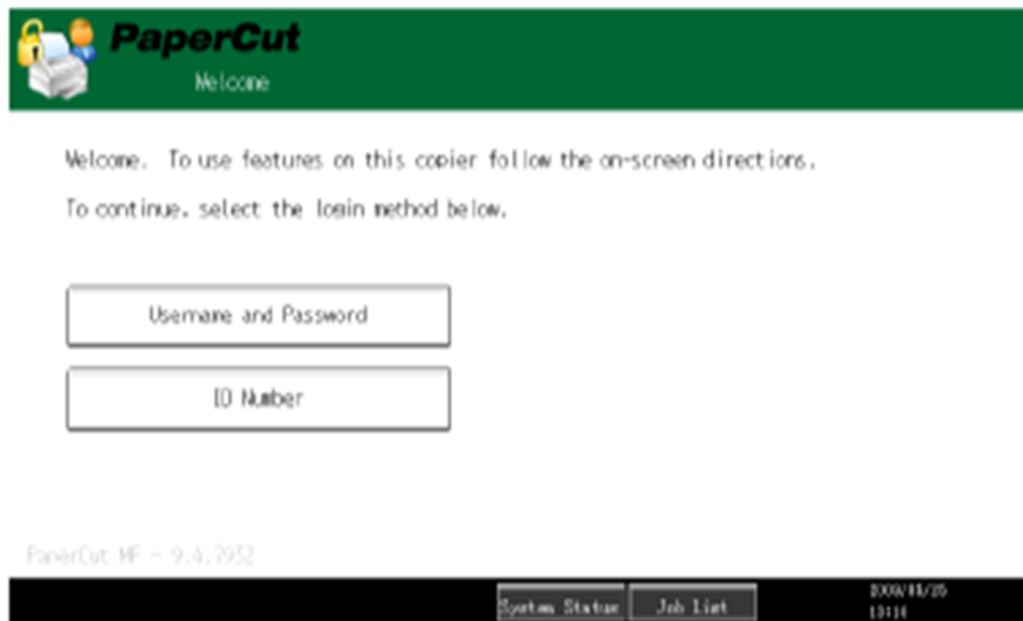 PaperCut
Welcome
Welcome. To use features on this copier follow the on-screen directions.
To continue, select the login method below.
Username and Password
ID Number
PaperCut MF - 9.4.7932
System Status
Job List